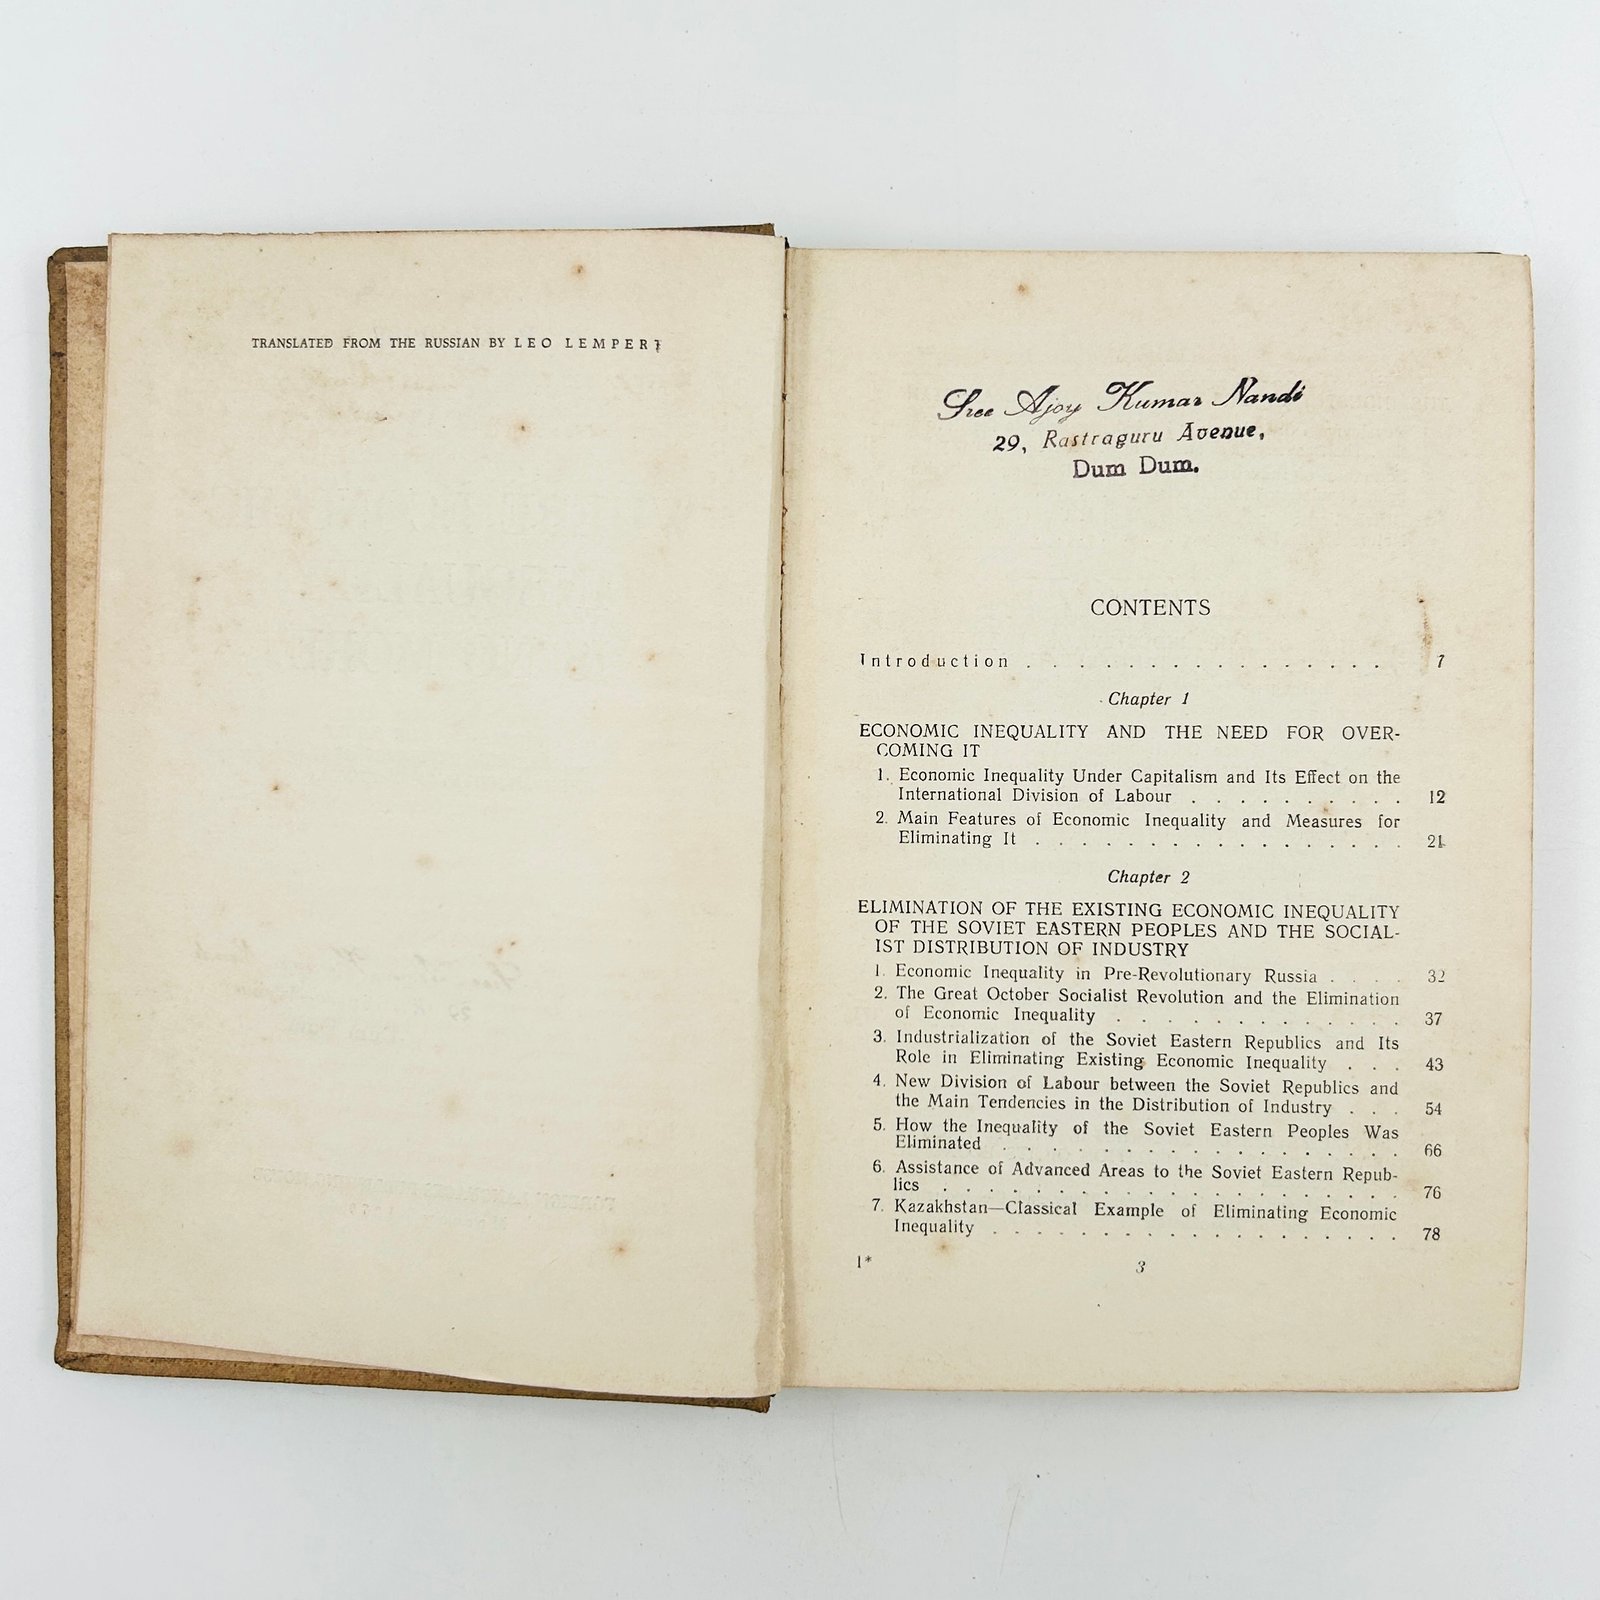 TRANSLATED FROM THE RUSSIAN BY LEO LEMPERT
Sree Ajoy Kumar Nandi
29, Rastraguru Avenue,
Dum Dum.
CONTENTS
Introduction . . . . . . . . . . . . . . . 7
Chapter 1
ECONOMIC INEQUALITY AND THE NEED FOR OVER-
COMING IT
1. Economic Inequality Under Capitalism and Its Effect on the
International Division of Labour . . . . . . . . . . 12
2. Main Features of Economic Inequality and Measures for
Eliminating It . . . . . . . . . . . . . . . . . 21
Chapter 2
ELIMINATION OF THE EXISTING ECONOMIC INEQUALITY
OF THE SOVIET EASTERN PEOPLES AND THE SOCIAL-
IST DISTRIBUTION OF INDUSTRY
1. Economic Inequality in Pre-Revolutionary Russia . . . . 32
2. The Great October Socialist Revolution and the Elimination
of Economic Inequality . . . . . . . . . . . . . 37
3. Industrialization of the Soviet Eastern Republics and Its
Role in Eliminating Existing Economic Inequality . . . 43
4. New Division of Labour between the Soviet Republics and
the Main Tendencies in the Distribution of Industry . . . 54
5. How the Inequality of the Soviet Eastern Peoples Was
Eliminated . . . . . . . . . . . . . . . . . . . 66
6. Assistance of Advanced Areas to the Soviet Eastern Repub-
lics . . . . . . . . . . . . . . . . . . . . . 76
7. Kazakhstan—Classical Example of Eliminating Economic
Inequality . . . . . . . . . . . . . . . . . . . 78
1*
3